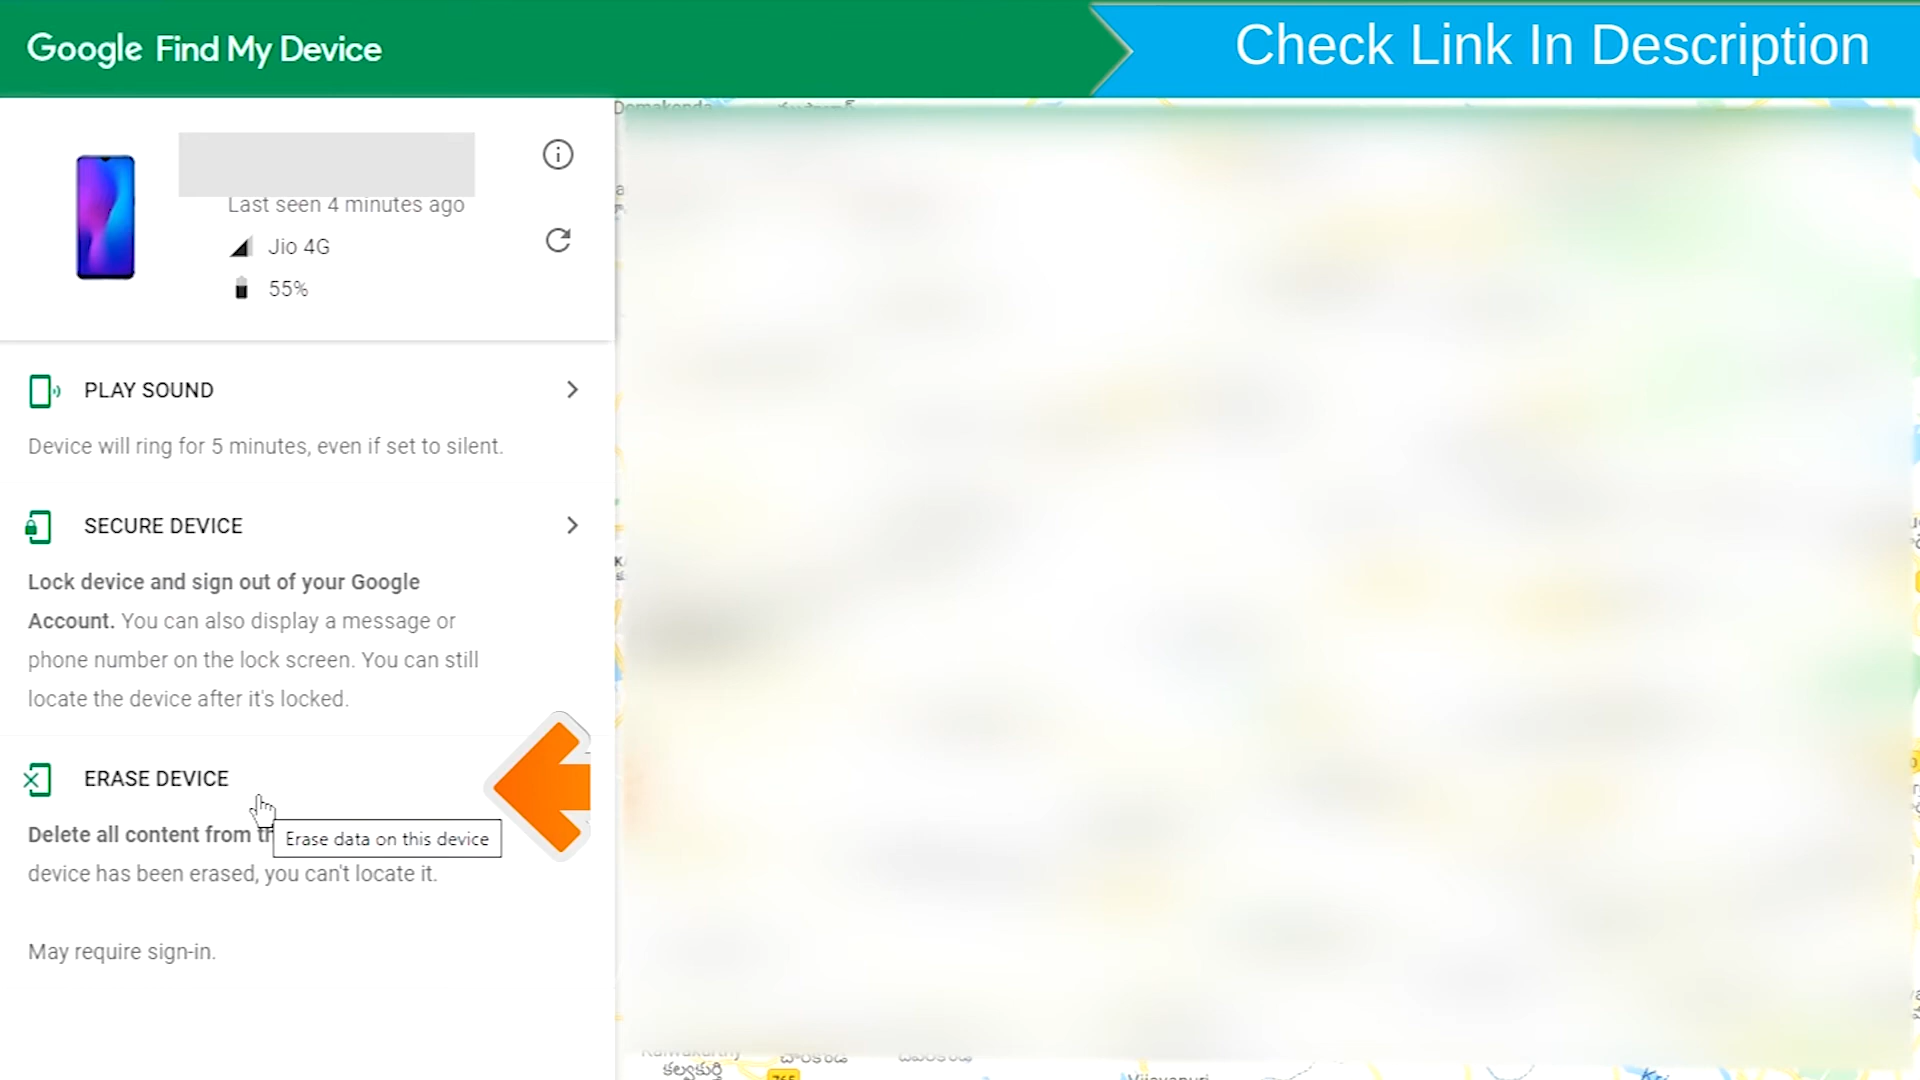 Google Find My Device
Check Link In Description
Last seen 4 minutes ago
Jio 4G
55%
PLAY SOUND
Device will ring for 5 minutes, even if set to silent.
SECURE DEVICE
Lock device and sign out of your Google
Account. You can also display a message or
phone number on the lock screen. You can still
locate the device after it's locked.
ERASE DEVICE
Delete all content from
Erase data on this device
device has been erased, you can't locate it.
May require sign-in.
కల్వకుర్తి